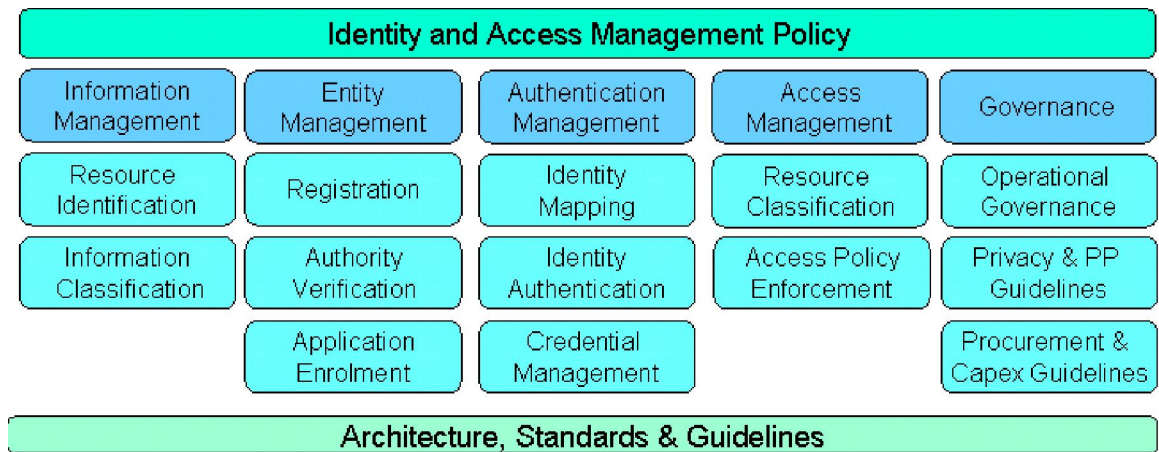 Identity and Access Management Policy
Information
Management
Entity
Management
Authentication
Management
Access
Management
Governance
Resource
Identification
Registration
Identity
Mapping
Resource
Classification
Operational
Governance
Information
Classification
Authority
Verification
Identity
Authentication
Access Policy
Enforcement
Privacy & PP
Guidelines
Application
Enrolment
Credential
Management
Procurement &
Capex Guidelines
Architecture, Standards & Guidelines